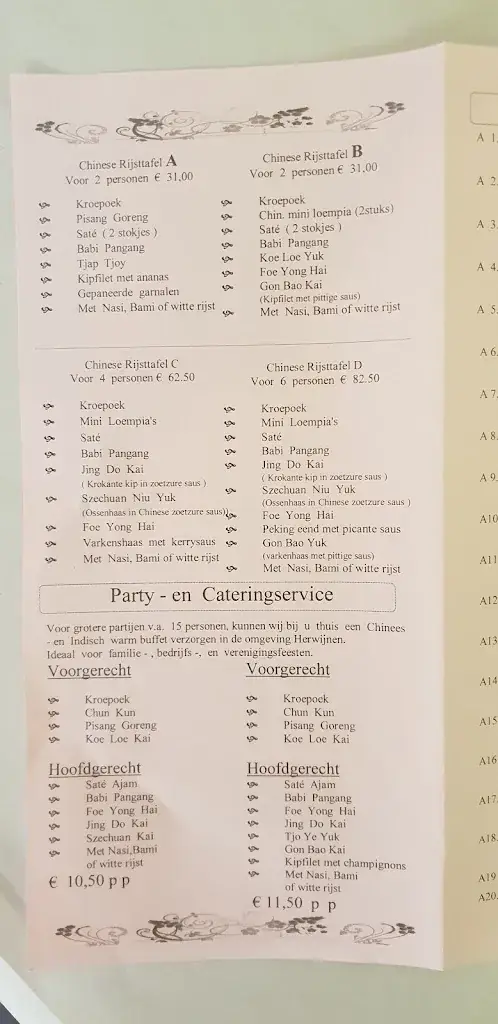 Chinese Rijsttafel A
Voor 2 personen € 31,00
Kroepoek
Pisang Goreng
Saté ( 2 stokjes )
Babi Pangang
Tjap Tjoy
Kipfilet met ananas
Gepaneerde garnalen
Met Nasi, Bami of witte rijst
Chinese Rijsttafel B
Voor 2 personen € 31,00
Kroepoek
Chin. mini loempia (2stuks)
Saté ( 2 stokjes )
Babi Pangang
Koe Loe Yuk
Foe Yong Hai
Gon Bao Kai
(Kipfilet met pittige saus)
Met Nasi, Bami of witte rijst
Chinese Rijsttafel C
Voor 4 personen € 62.50
Kroepoek
Mini Loempia's
Saté
Babi Pangang
Jing Do Kai
( Krokante kip in zoetzure saus )
Szechuan Niu Yuk
(Ossenhaas in Chinese zoetzure saus)
Foe Yong Hai
Varkenshaas met kerrysaus
Met Nasi, Bami of witte rijst
Chinese Rijsttafel D
Voor 6 personen € 82.50
Kroepoek
Mini Loempia's
Saté
Babi Pangang
Jing Do Kai
( Krokante kip in zoetzure saus )
Szechuan Niu Yuk
(Ossenhaas in Chinese zoetzure saus )
Foe Yong Hai
Peking eend met picante saus
Gon Bao Yuk
(varkenhaas met pittige saus)
Met Nasi, Bami of witte rijst
Party - en Cateringservice
Voor grotere partijen v.a. 15 personen, kunnen wij bij u thuis een Chinees
- en Indisch warm buffet verzorgen in de omgeving Herwijnen.
Ideaal voor familie - , bedrijfs -, en verenigingsfeesten.
Voorgerecht
Kroepoek
Chun Kun
Pisang Goreng
Koe Loe Kai
Hoofdgerecht
Saté Ajam
Babi Pangang
Foe Yong Hai
Jing Do Kai
Szechuan Kai
Met Nasi,Bami
of witte rijst
€ 10,50 p p
Voorgerecht
Kroepoek
Chun Kun
Pisang Goreng
Koe Loe Kai
Hoofdgerecht
Saté Ajam
Babi Pangang
Foe Yong Hai
Jing Do Kai
Tjo Ye Yuk
Gon Bao Kai
Kipfilet met champignons
Met Nasi, Bami
of witte rijst
€ 11,50 p p
A 1.
A 2.
A 3.
A 4.
A 5.
A 6.
A 7.
A 8.
A 9.
A10
A11
A12
A13
A14
A15
A16
A17.
A18.
A19
A20.